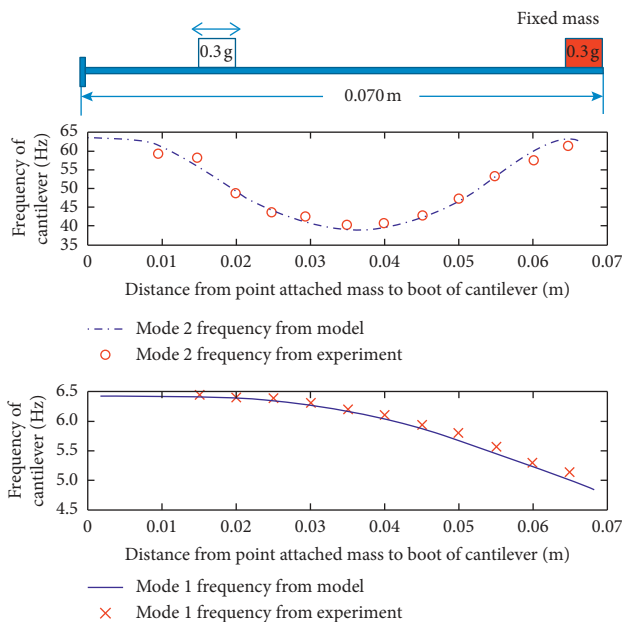 Fixed mass
0.3 g
0.3 g
0.070 m
Frequency of
cantilever (Hz)
65
60
55
50
45
40
35
0 0.01 0.02 0.03 0.04 0.05 0.06 0.07
Distance from point attached mass to boot of cantilever (m)
Mode 2 frequency from model
Mode 2 frequency from experiment
Frequency of
cantilever (Hz)
6.5
6.0
5.5
5.0
4.5
0 0.01 0.02 0.03 0.04 0.05 0.06 0.07
Distance from point attached mass to boot of cantilever (m)
Mode 1 frequency from model
Mode 1 frequency from experiment